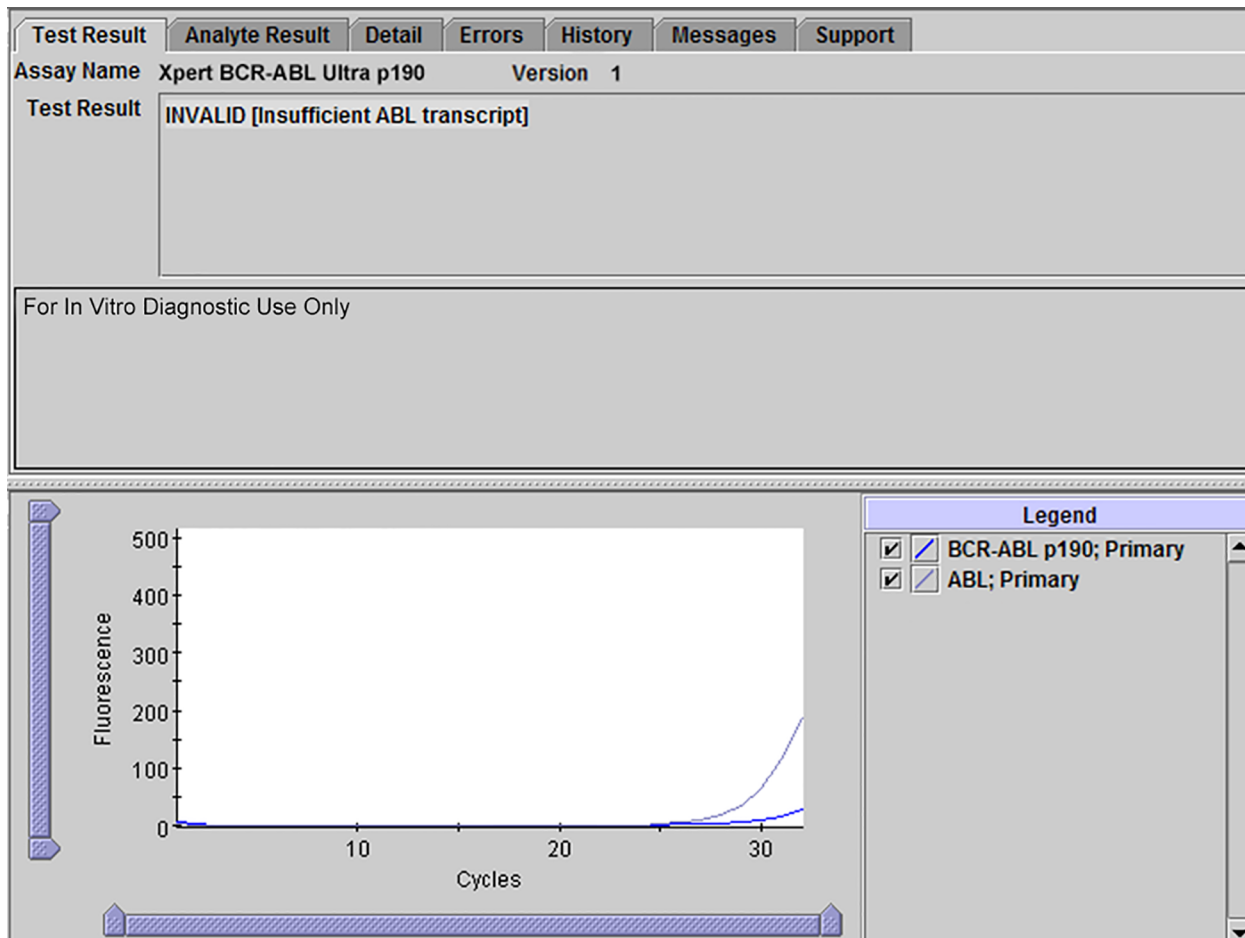 Test Result Analyte Result Detail Errors History Messages Support
Assay Name Xpert BCR-ABL Ultra p190 Version 1
Test Result INVALID [Insufficient ABL transcript]
For In Vitro Diagnostic Use Only
Legend
BCR-ABL p190; Primary
ABL; Primary
500
400
300
200
100
0
Fluorescence
10 20 30
Cycles